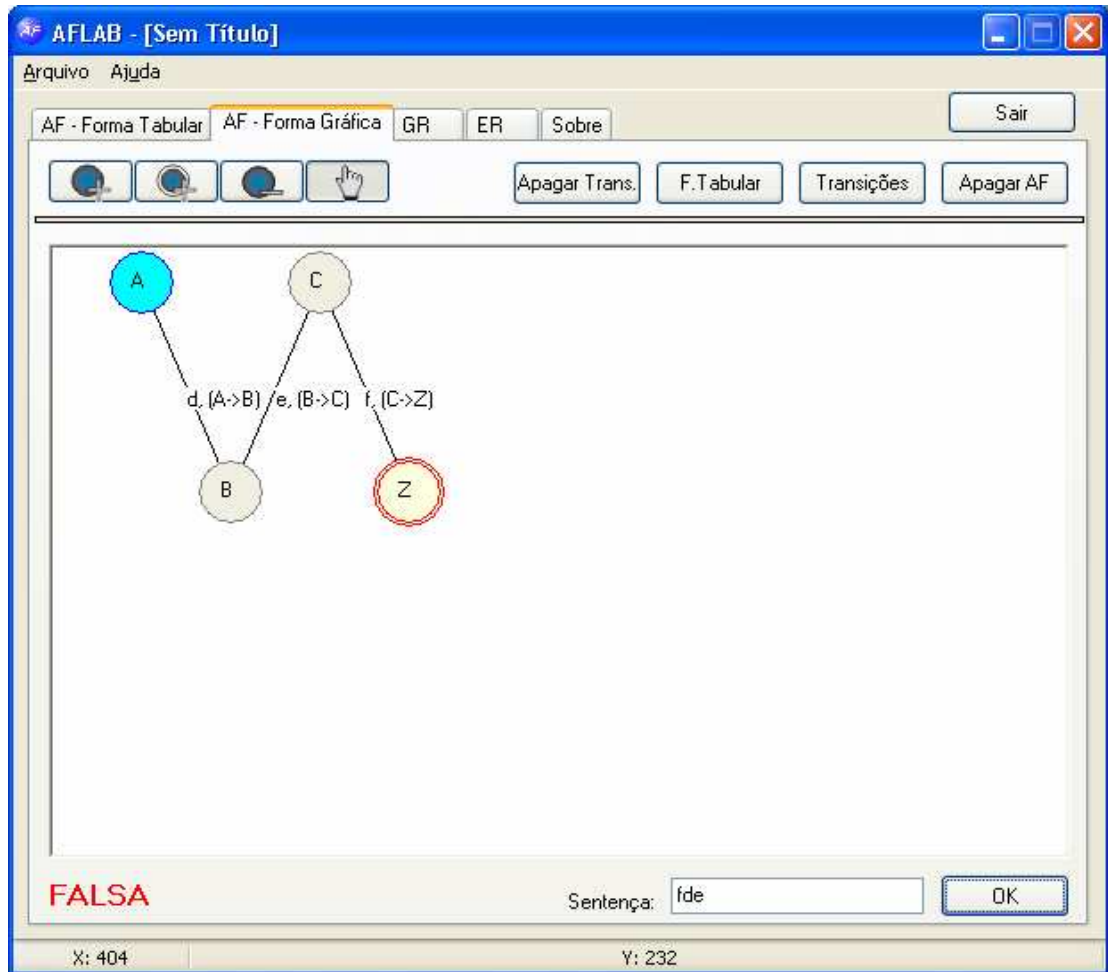 AFLAB - [Sem Título]
Arquivo Ajuda
Sair
AF - Forma Tabular AF - Forma Gráfica GR ER Sobre
Apagar Trans. F.Tabular Transições Apagar AF
A C
d, (A->B) e, (B->C) f, (C->Z)
B Z
FALSA Sentença: fde OK
X: 404 Y: 232